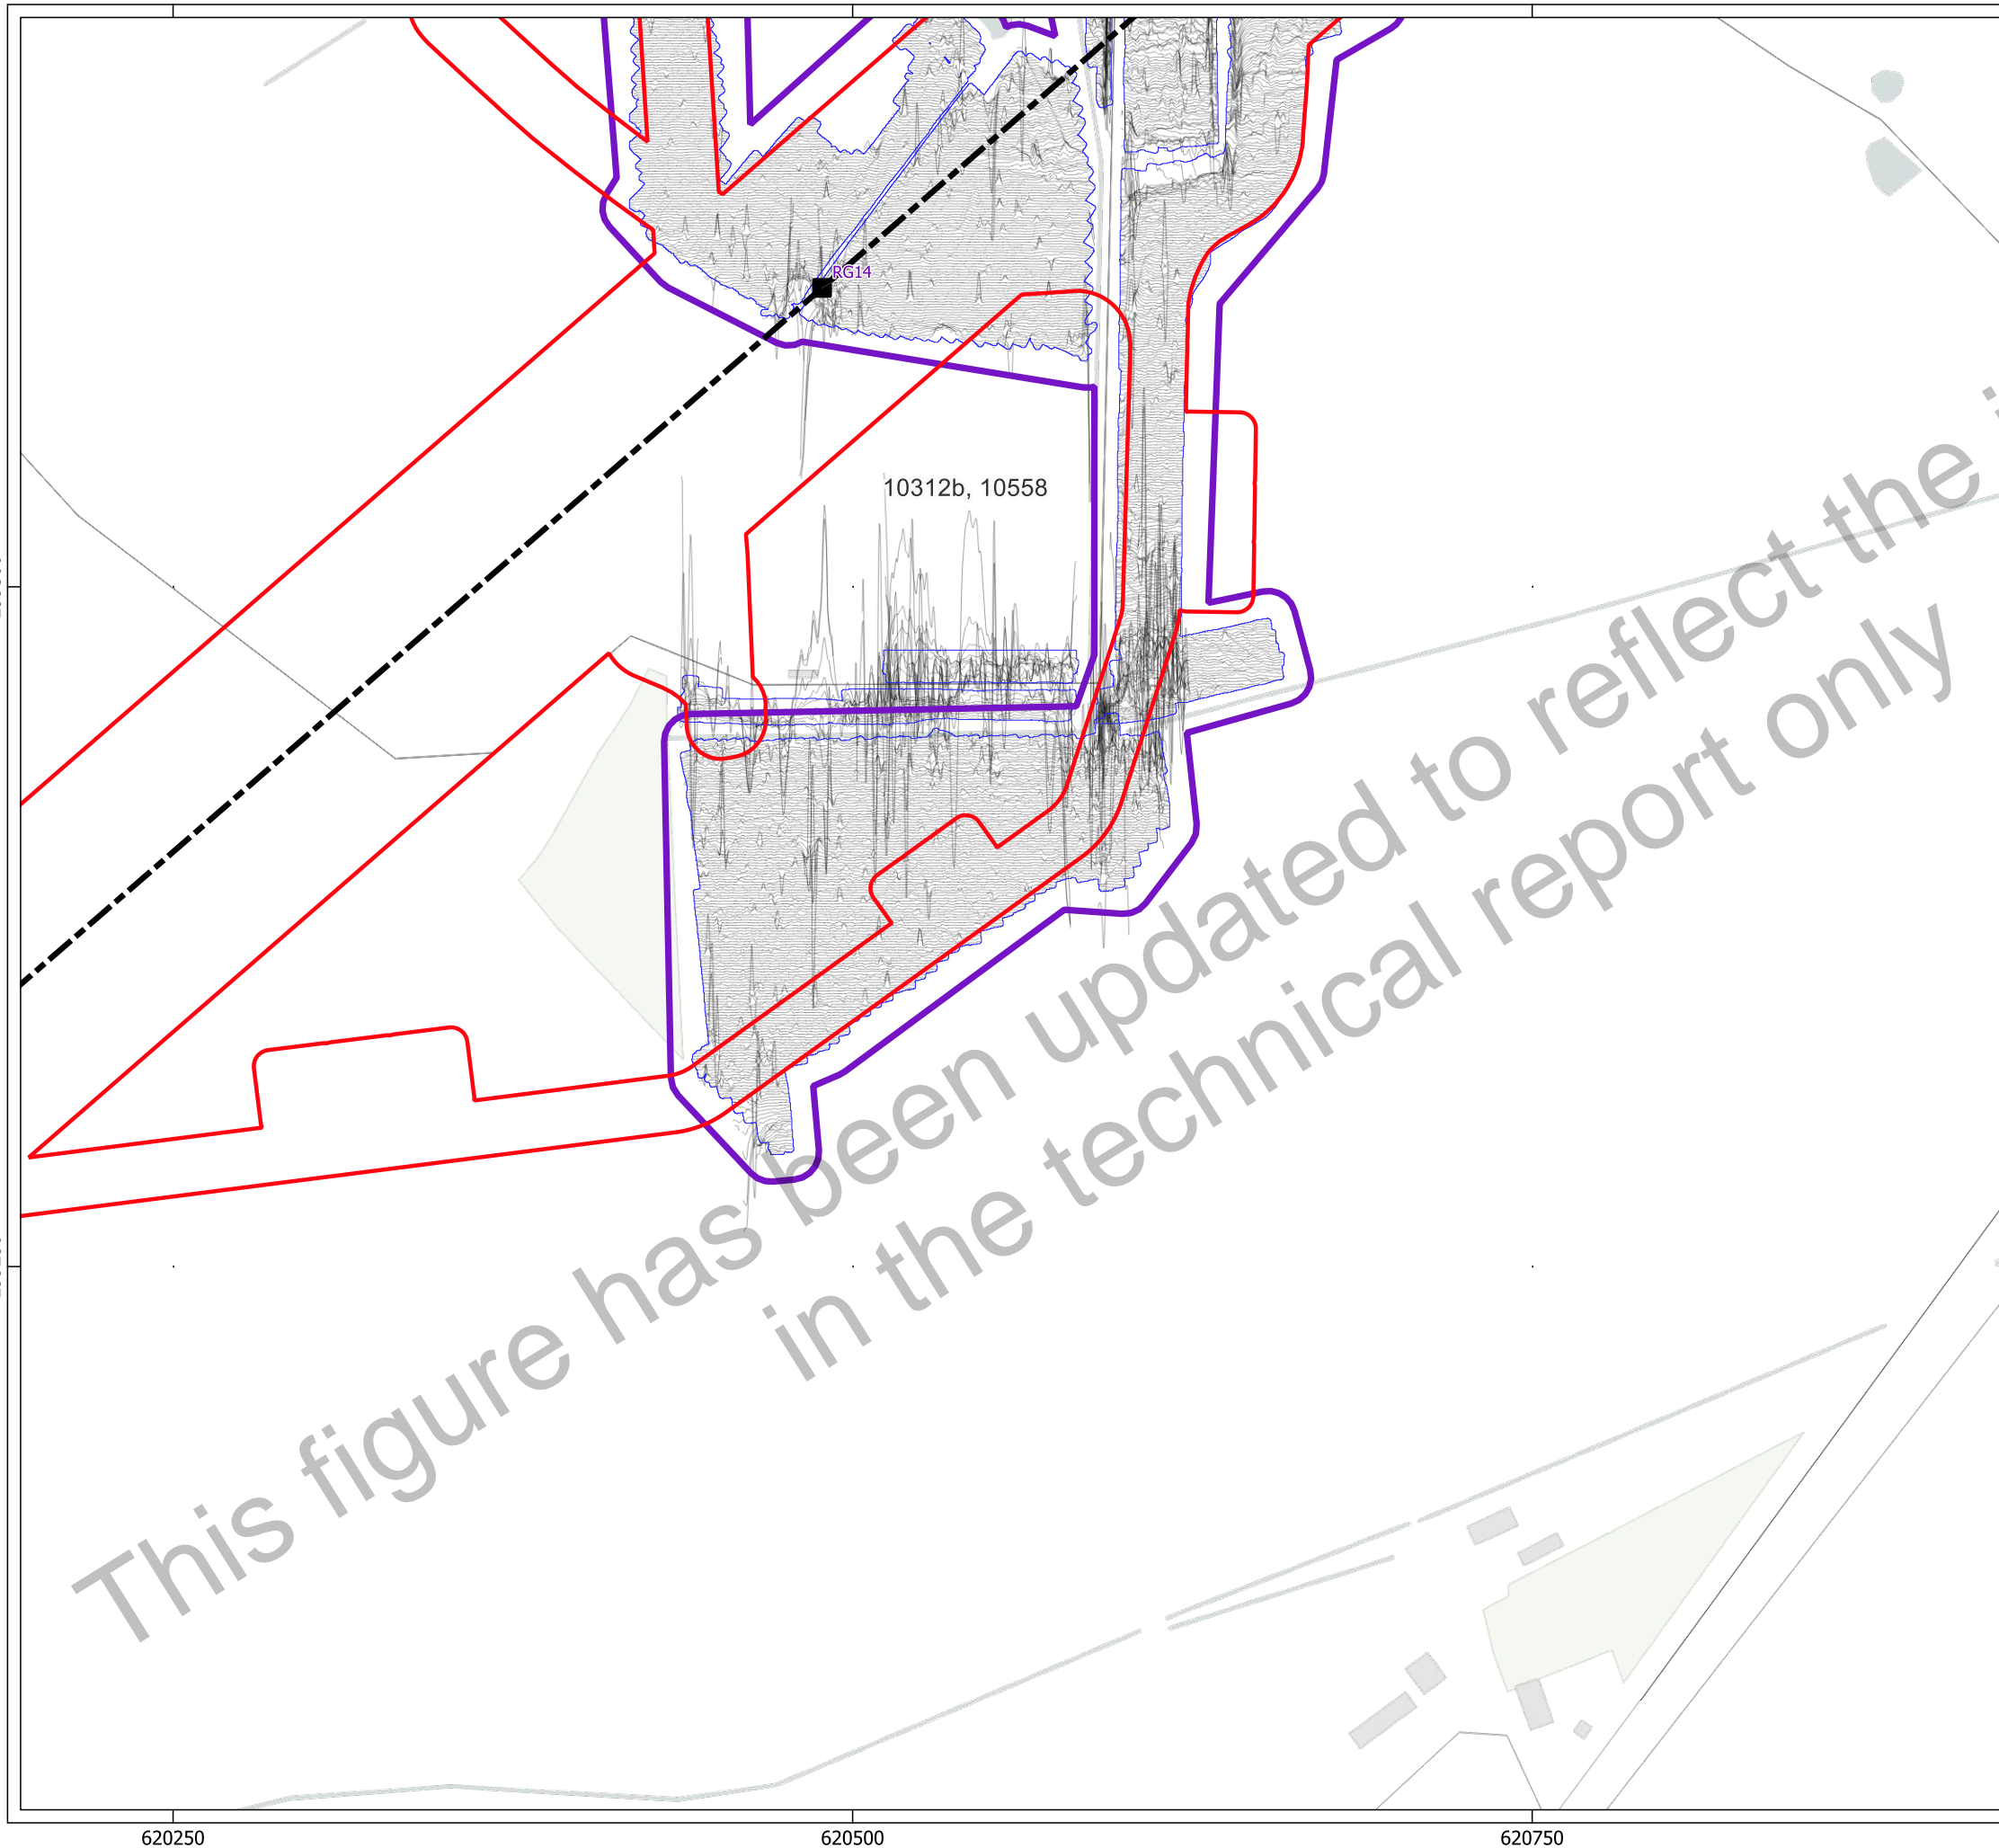 RG14
10312b, 10558
This figure has been updated to reflect the
in the technical report only
620250
620500
620750